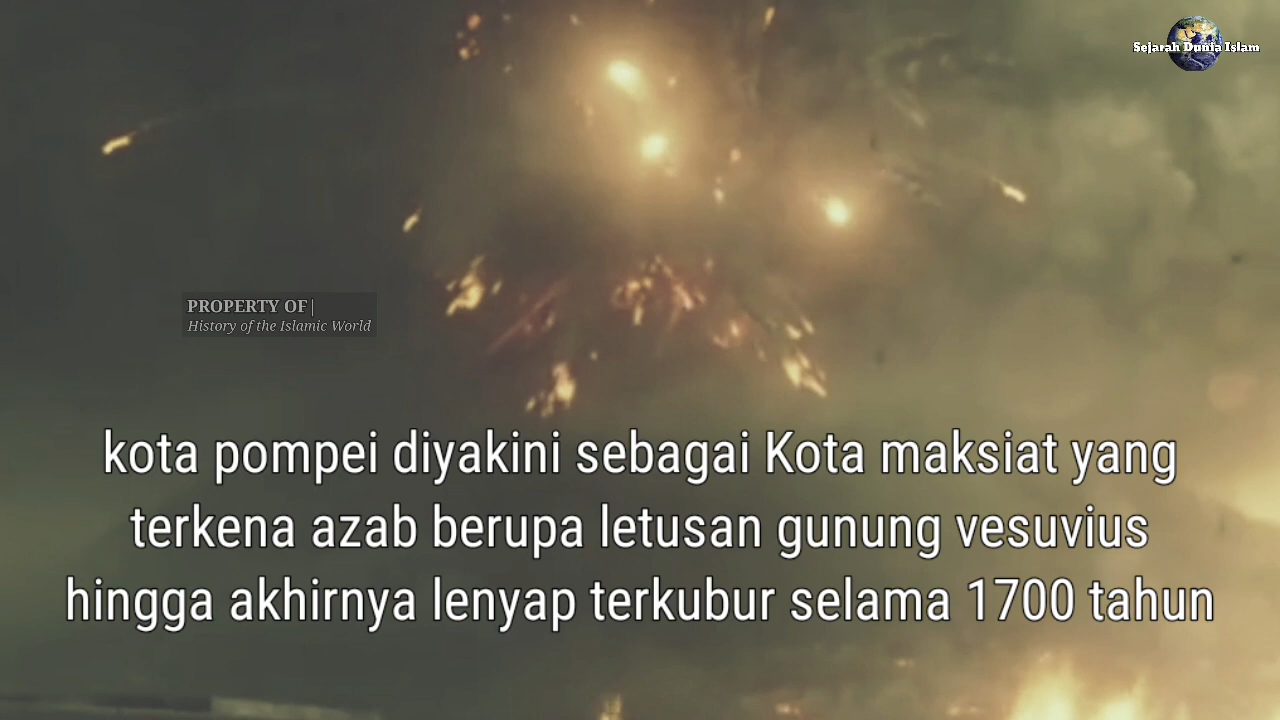 Sejarah Dunia Islam
PROPERTY OF|
History of the Islamic World
kota pompei diyakini sebagai Kota maksiat yang
terkena azab berupa letusan gunung vesuvius
hingga akhirnya lenyap terkubur selama 1700 tahun